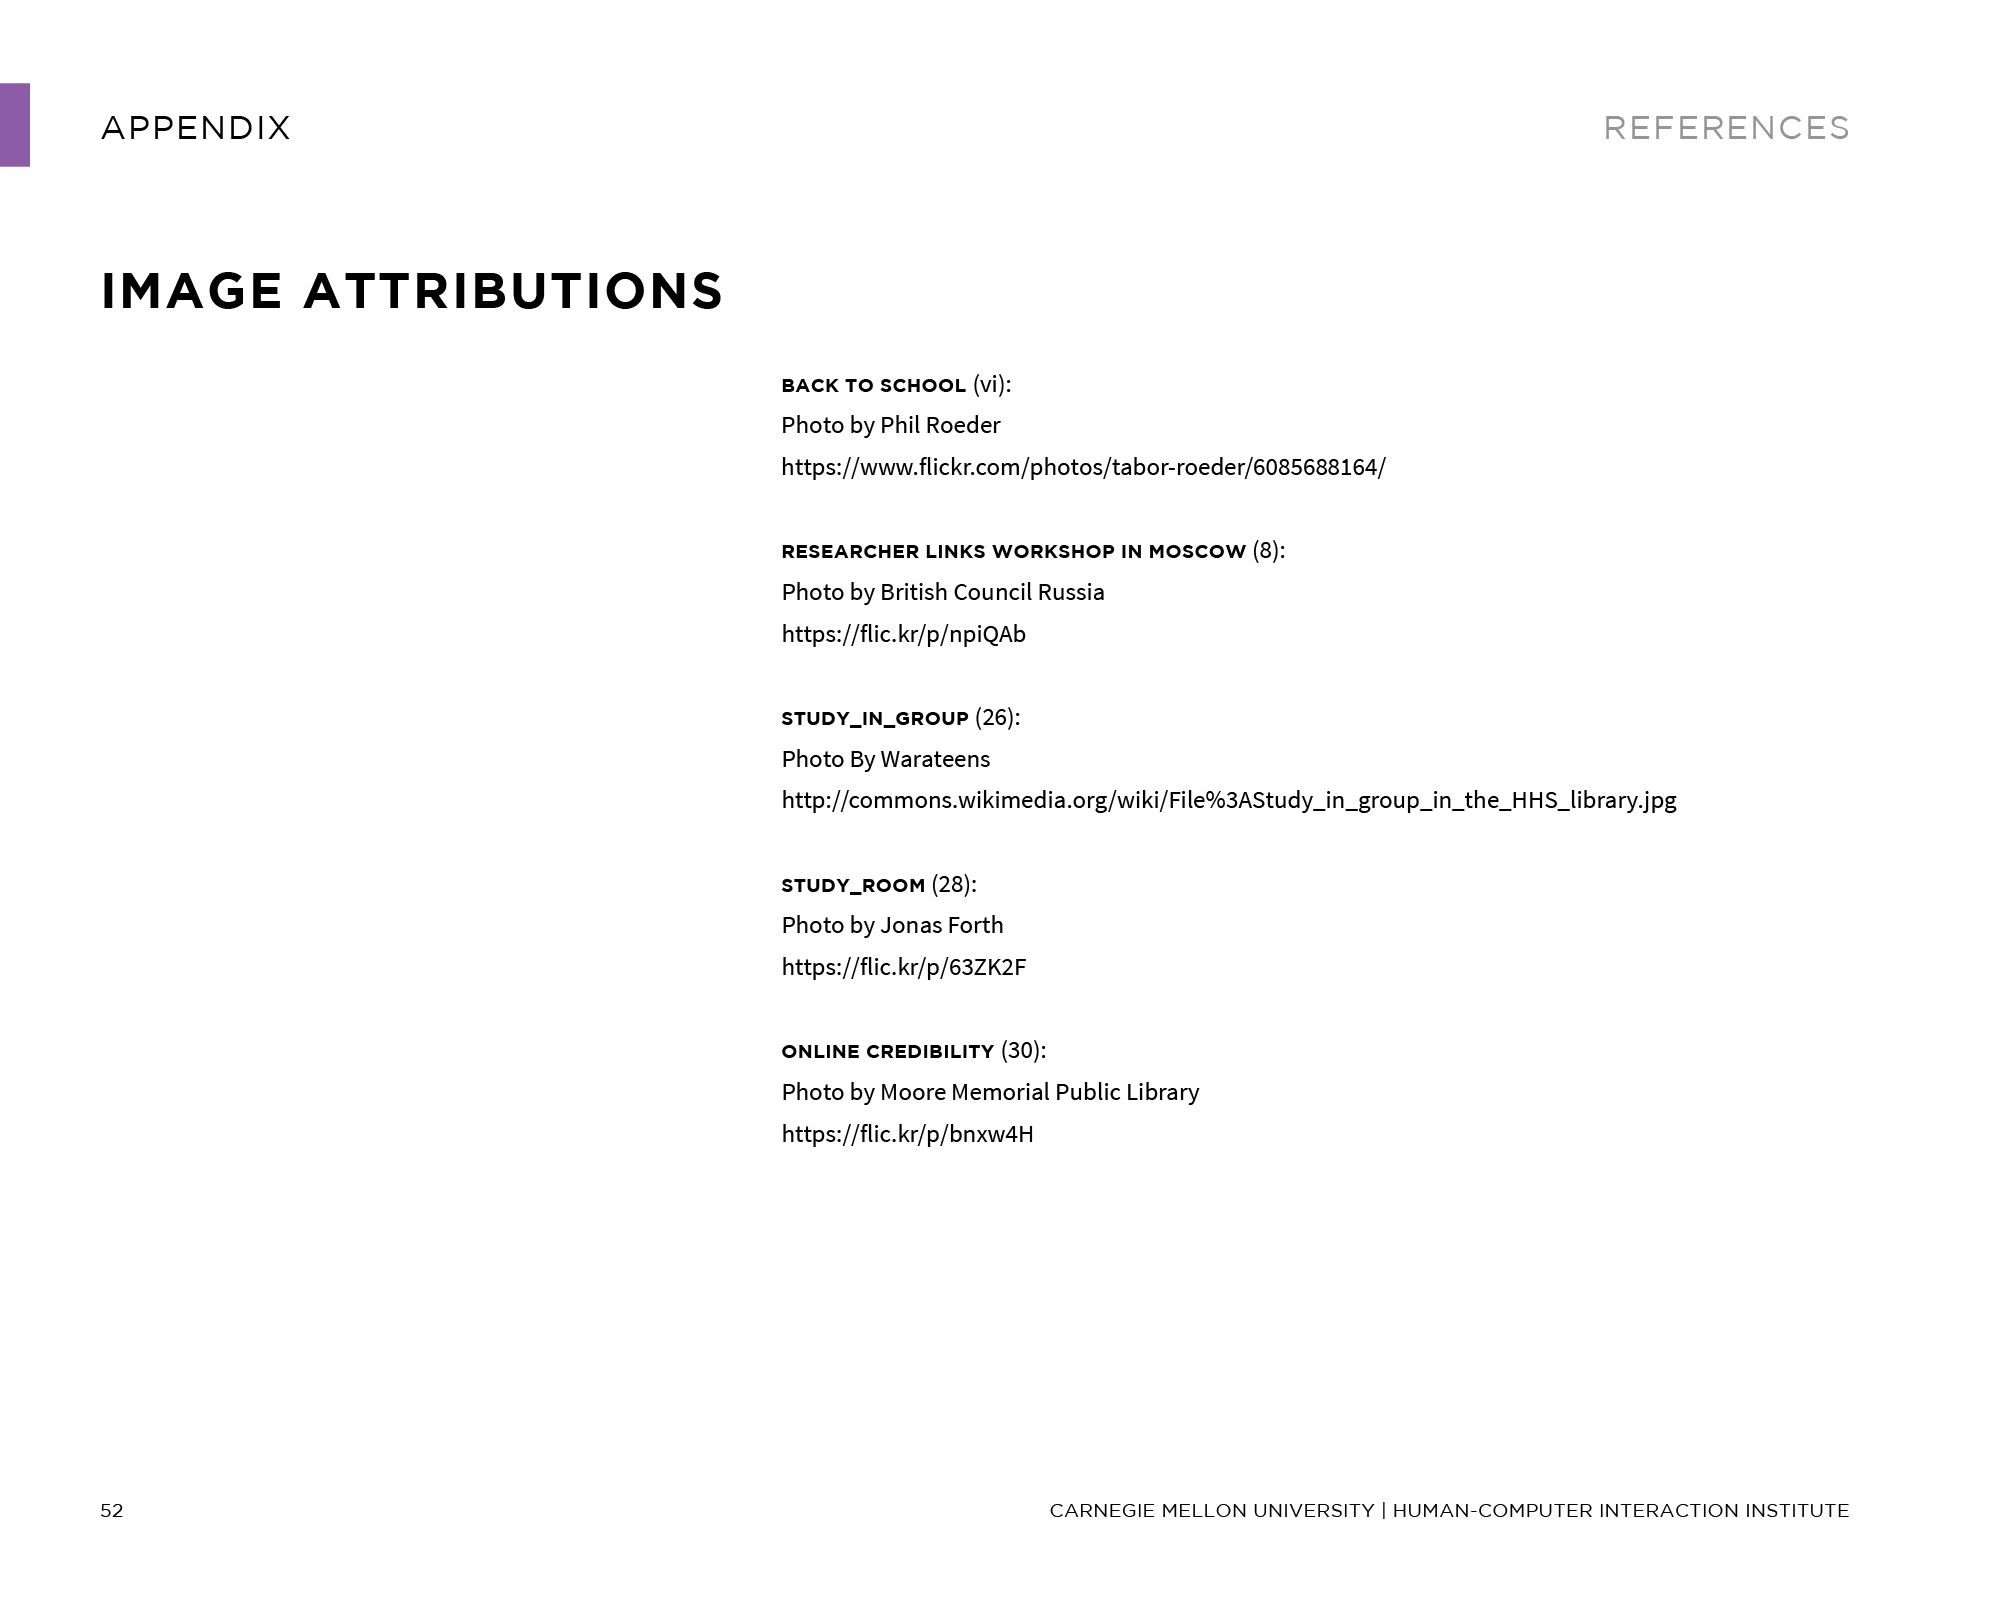 APPENDIX
REFERENCES
IMAGE ATTRIBUTIONS
BACK TO SCHOOL (vi):
Photo by Phil Roeder
https://www.flickr.com/photos/tabor-roeder/6085688164/
RESEARCHER LINKS WORKSHOP IN MOSCOW (8):
Photo by British Council Russia
https://flic.kr/p/npiQAb
STUDY_IN_GROUP (26):
Photo By Warateens
http://commons.wikimedia.org/wiki/File%3AStudy_in_group_in_the_HHS_library.jpg
STUDY_ROOM (28):
Photo by Jonas Forth
https://flic.kr/p/63ZK2F
ONLINE CREDIBILITY (30):
Photo by Moore Memorial Public Library
https://flic.kr/p/bnxw4H
52
CARNEGIE MELLON UNIVERSITY | HUMAN-COMPUTER INTERACTION INSTITUTE